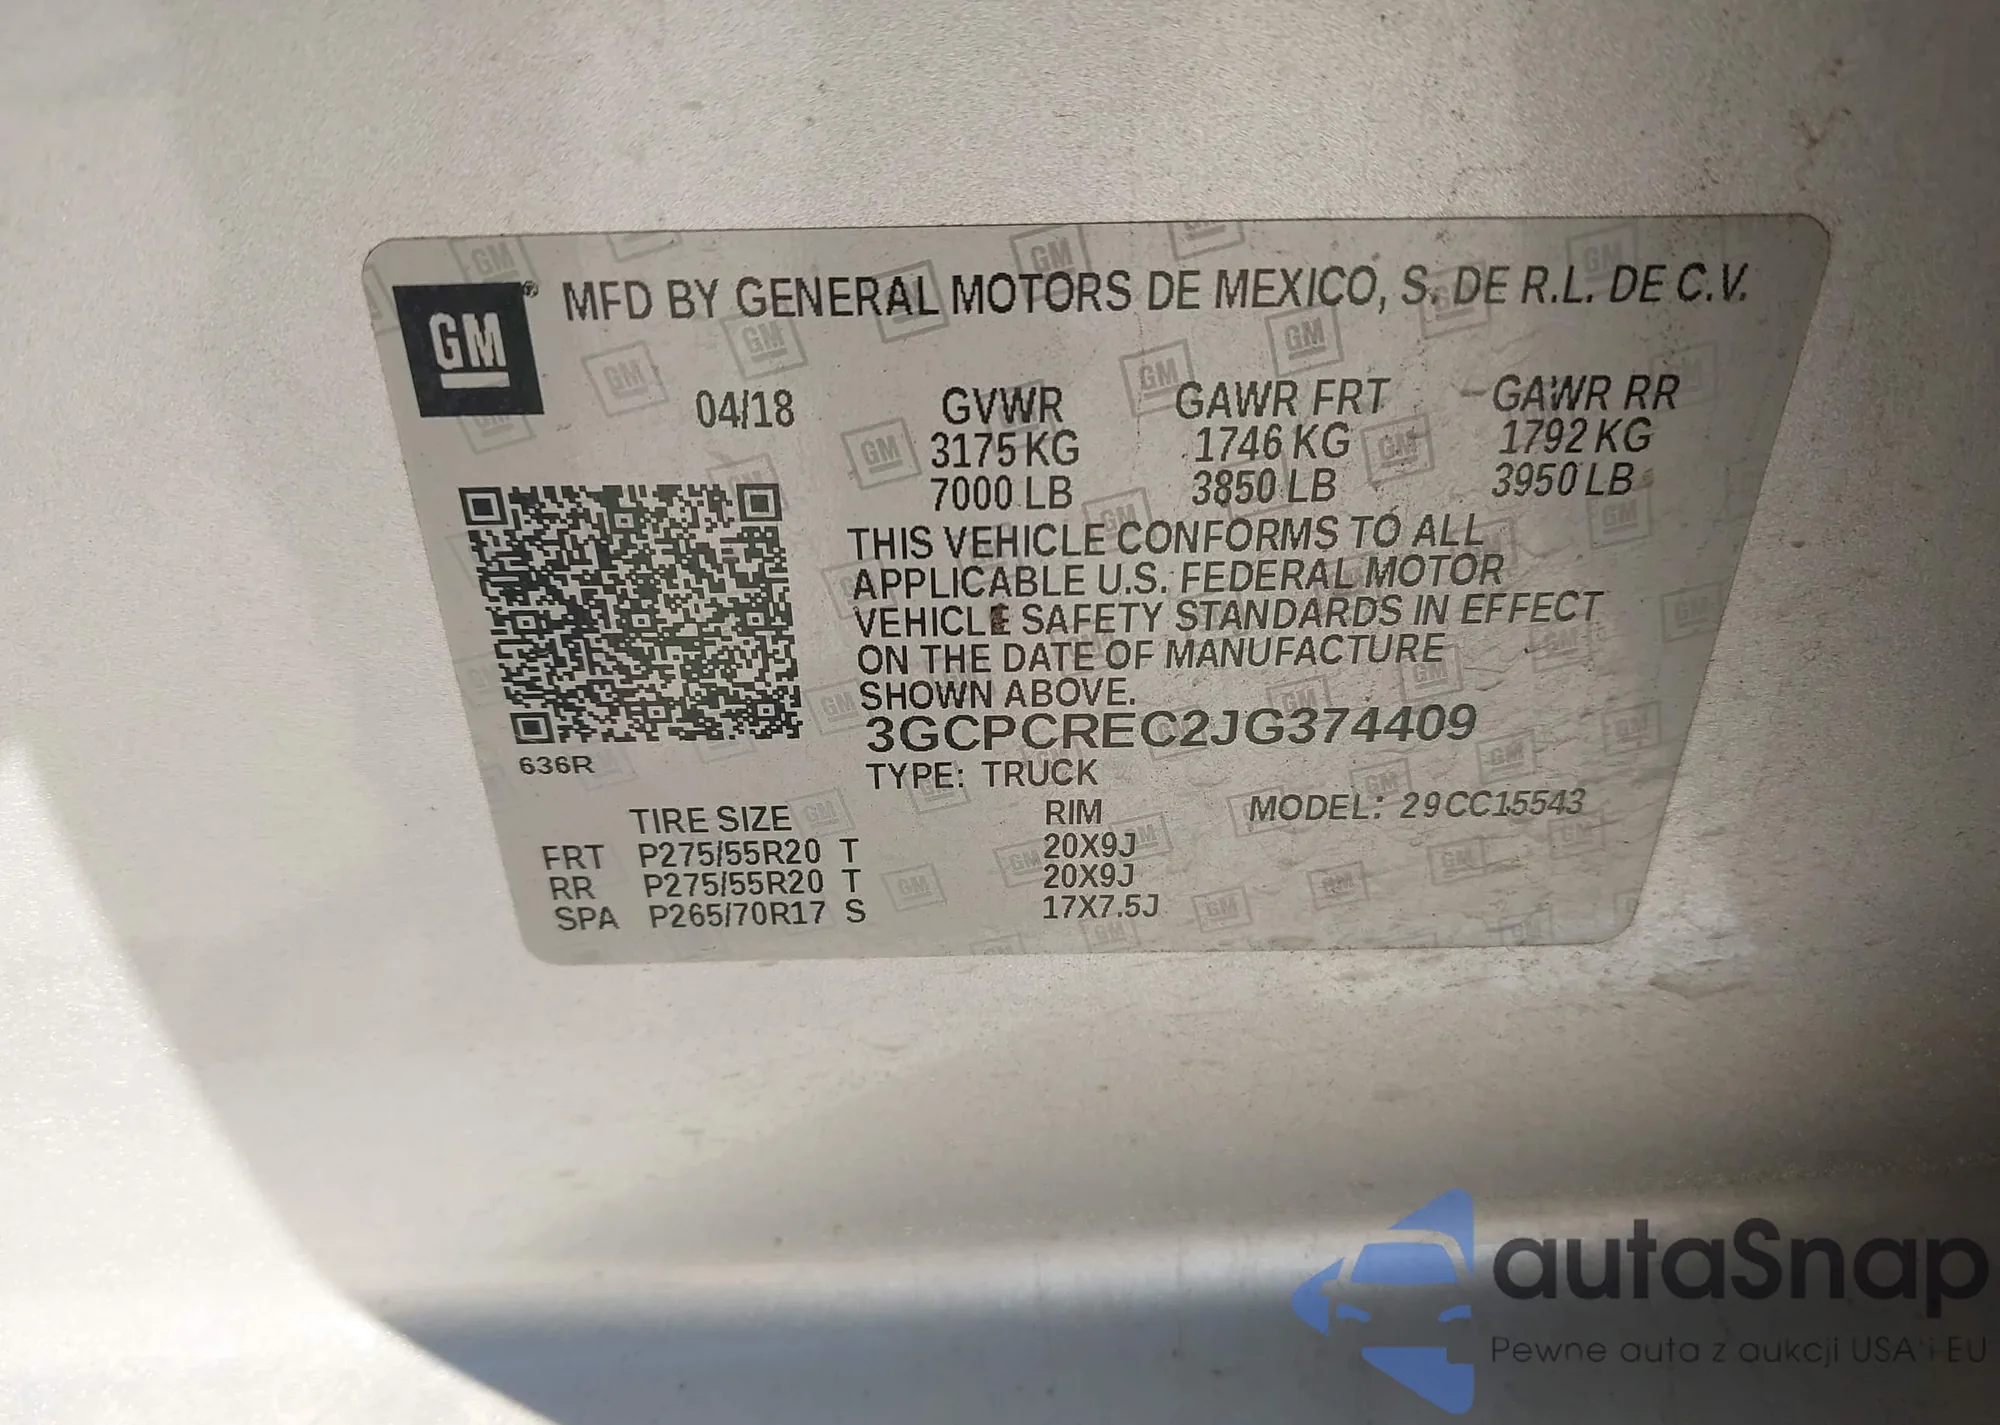 GM® MFD BY GENERAL MOTORS DE MEXICO, S. DE R.L. DE C.V.
04/18 GVWR GAWR FRT GAWR RR
3175 KG 1746 KG 1792 KG
7000 LB 3850 LB 3950 LB
THIS VEHICLE CONFORMS TO ALL
APPLICABLE U.S. FEDERAL MOTOR
VEHICLE SAFETY STANDARDS IN EFFECT
ON THE DATE OF MANUFACTURE
SHOWN ABOVE.
3GCPCREC2JG374409
636R
TYPE: TRUCK
MODEL: 29CC15543
TIRE SIZE RIM
FRT P275/55R20 T 20X9J
RR P275/55R20 T 20X9J
SPA P265/70R17 S 17X7.5J
autaSnap
Pewne auta z aukcji USA i EU